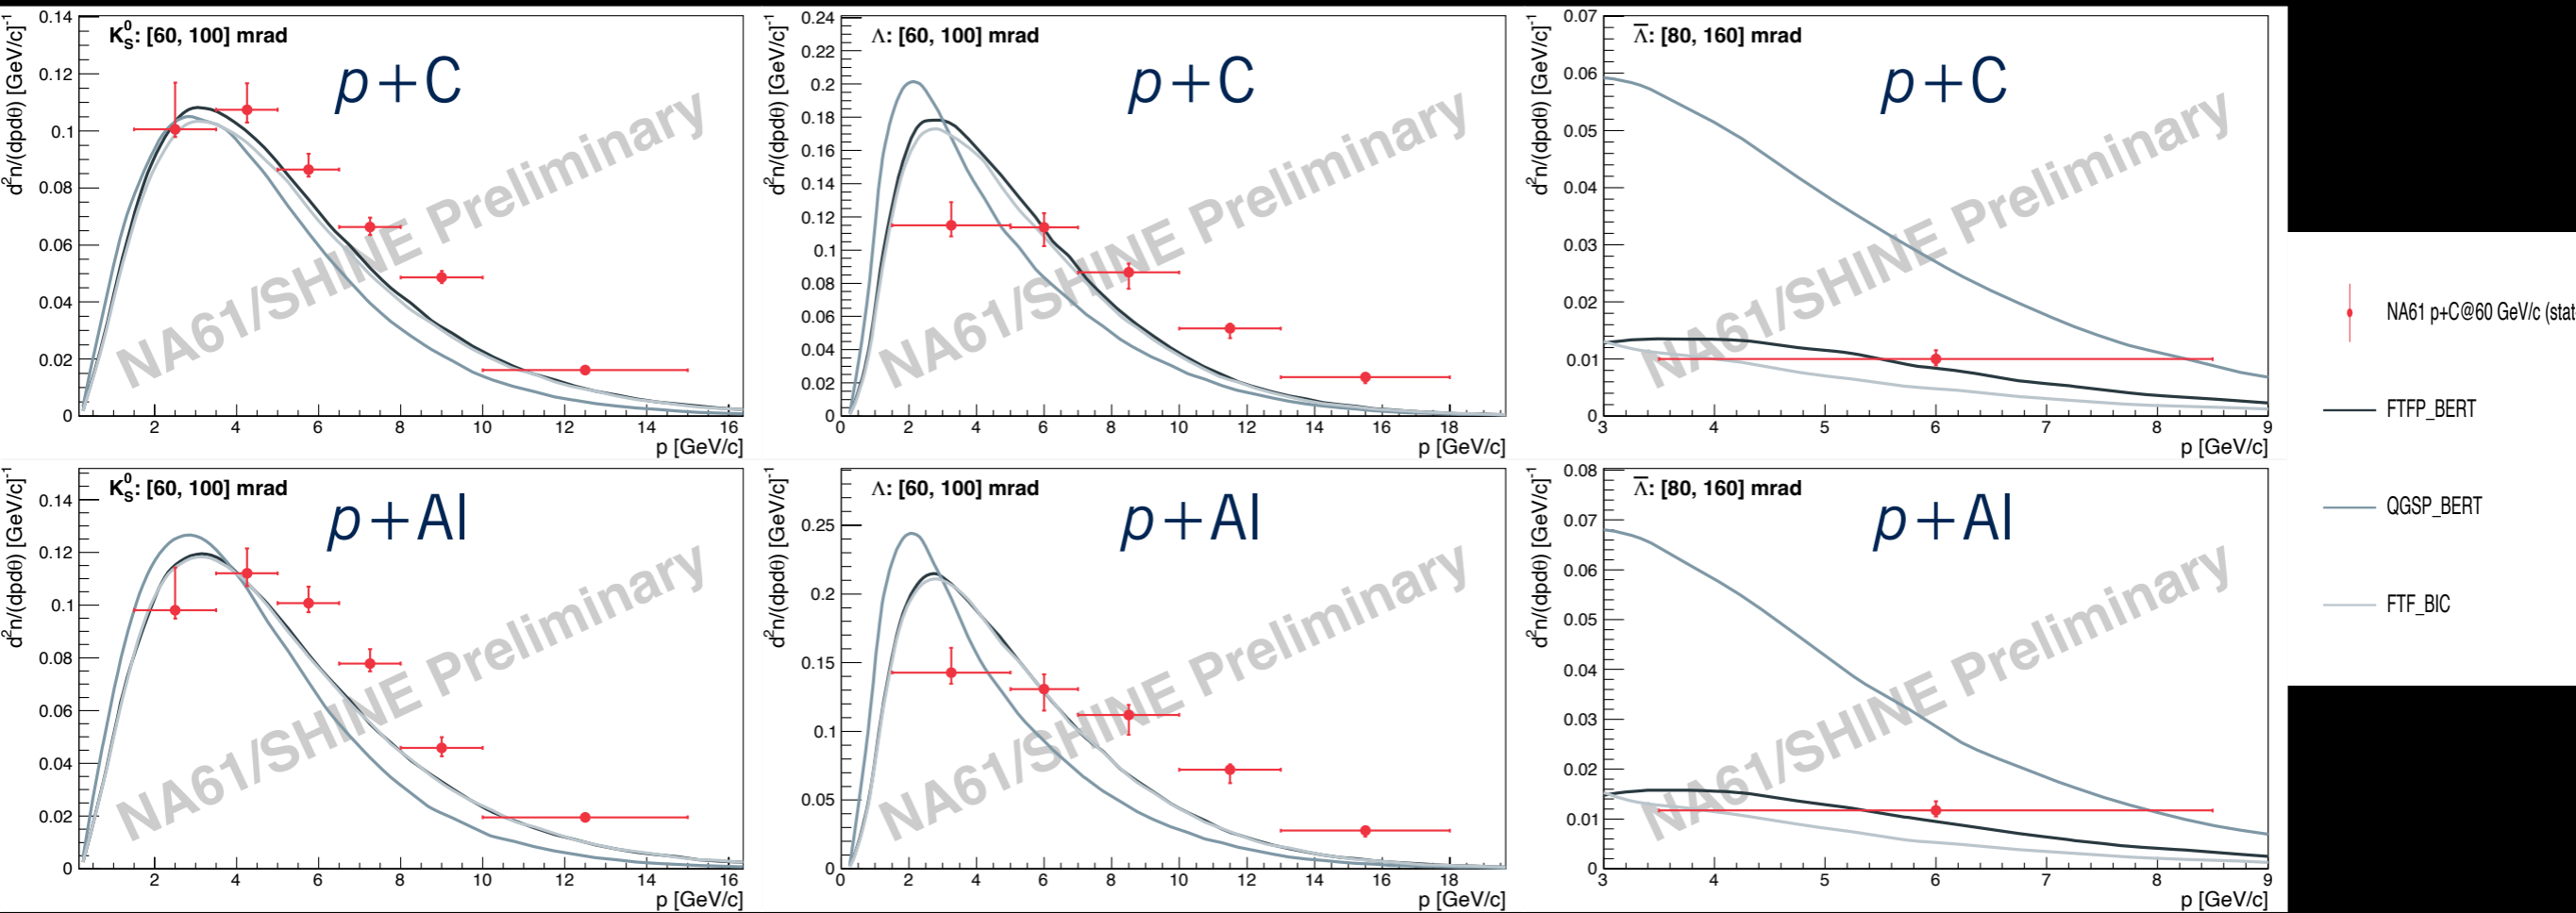 d²n/(dpdθ) [GeV/c]⁻¹
0.14
0.12
0.1
0.08
0.06
0.04
0.02
0
K⁰S: [60, 100] mrad
p+C
NA61/SHINE Preliminary
2 4 6 8 10 12 14 16
p [GeV/c]
d²n/(dpdθ) [GeV/c]⁻¹
0.24
0.22
0.2
0.18
0.16
0.14
0.12
0.1
0.08
0.06
0.04
0.02
0
Λ: [60, 100] mrad
p+C
NA61/SHINE Preliminary
0 2 4 6 8 10 12 14 16 18
p [GeV/c]
d²n/(dpdθ) [GeV/c]⁻¹
0.07
0.06
0.05
0.04
0.03
0.02
0.01
0
Λ̅: [80, 160] mrad
p+C
NA61/SHINE Preliminary
3 4 5 6 7 8 9
p [GeV/c]
d²n/(dpdθ) [GeV/c]⁻¹
0.14
0.12
0.1
0.08
0.06
0.04
0.02
0
K⁰S: [60, 100] mrad
p+Al
NA61/SHINE Preliminary
2 4 6 8 10 12 14 16
p [GeV/c]
d²n/(dpdθ) [GeV/c]⁻¹
0.25
0.2
0.15
0.1
0.05
0
Λ: [60, 100] mrad
p+Al
NA61/SHINE Preliminary
0 2 4 6 8 10 12 14 16 18
p [GeV/c]
d²n/(dpdθ) [GeV/c]⁻¹
0.08
0.07
0.06
0.05
0.04
0.03
0.02
0.01
0
Λ̅: [80, 160] mrad
p+Al
NA61/SHINE Preliminary
3 4 5 6 7 8 9
p [GeV/c]
NA61 p+C@60 GeV/c (stat
FTFP_BERT
QGSP_BERT
FTF_BIC